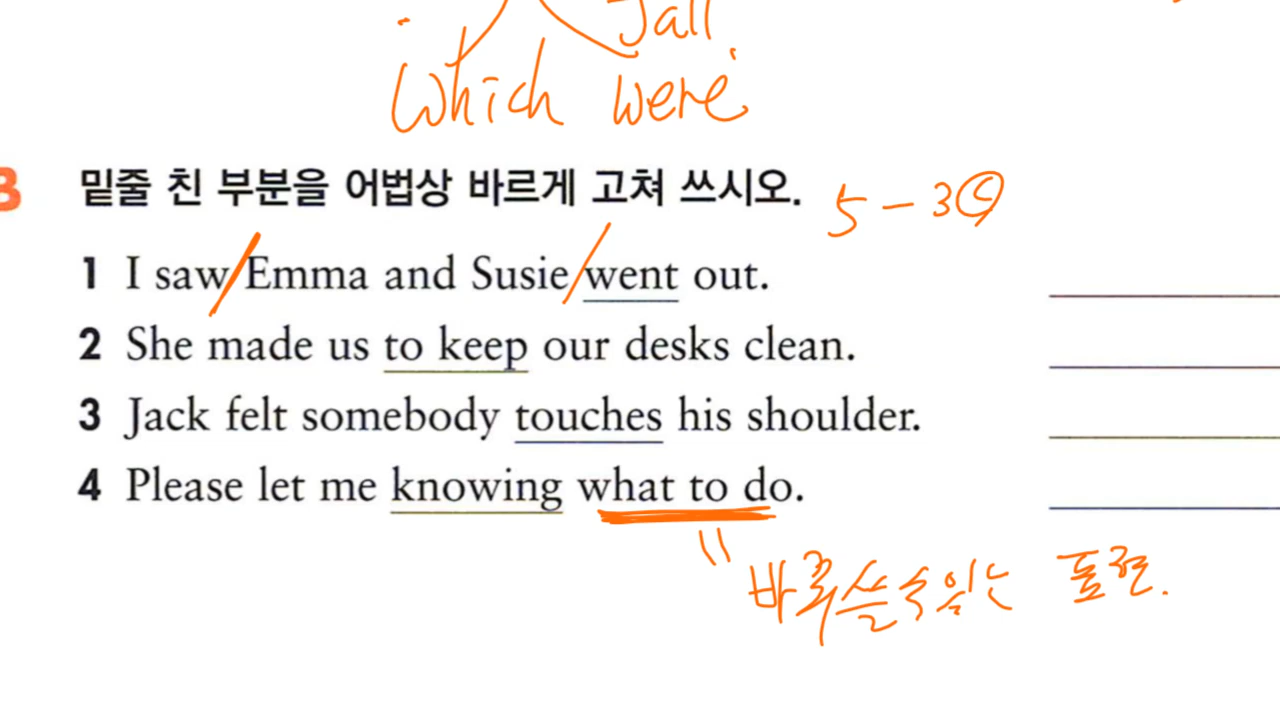 fall
which were
B 밑줄 친 부분을 어법상 바르게 고쳐 쓰시오. 5-3ⓒ
1 I saw/Emma and Susie/went out.
2 She made us to keep our desks clean.
3 Jack felt somebody touches his shoulder.
4 Please let me knowing what to do.
"
바꿔쓸수있는 표현.